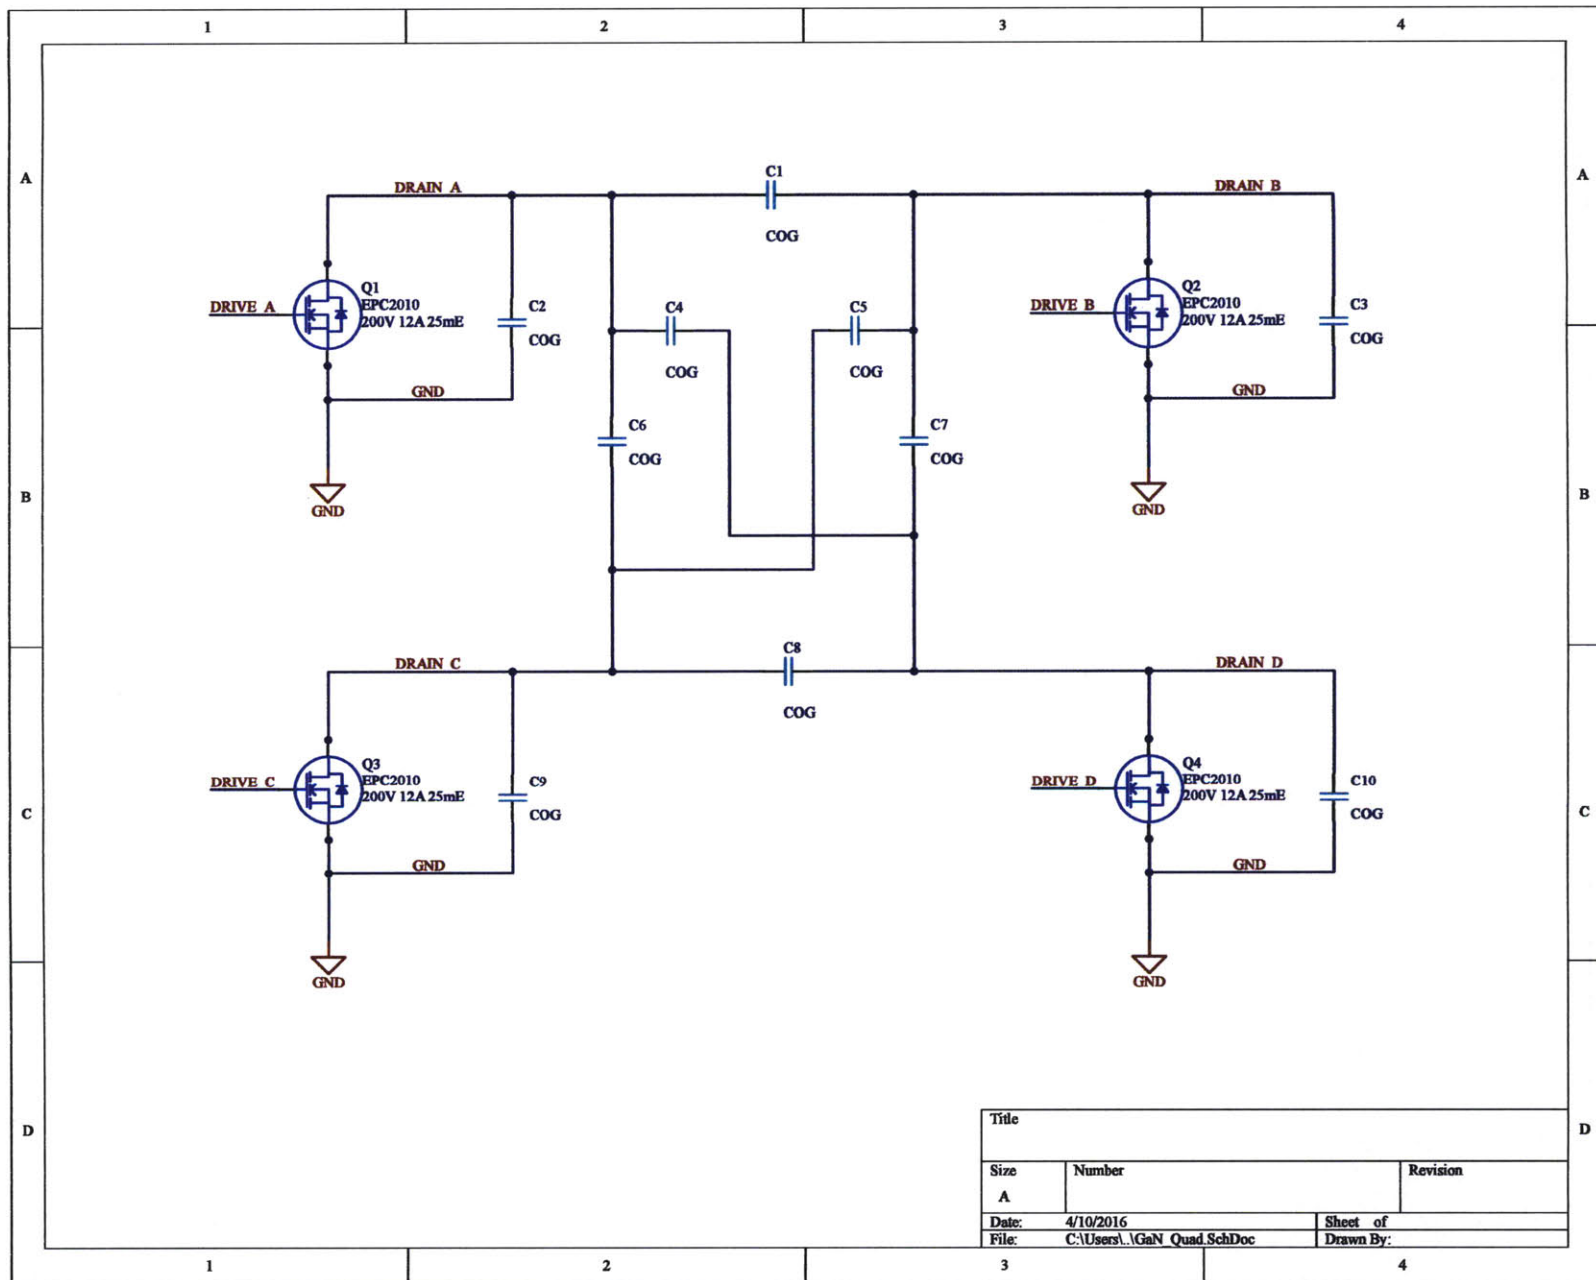 1 2 3 4
A A
DRAIN A
C1
DRAIN B
COG
Q1
EPC2010
200V 12A 25mE
DRIVE A
C2
COG
C4
COG
C5
COG
Q2
EPC2010
200V 12A 25mE
DRIVE B
C3
COG
GND
GND
C6
COG
C7
COG
B B
GND
GND
DRAIN C
C8
DRAIN D
COG
Q3
EPC2010
200V 12A 25mE
DRIVE C
C9
COG
Q4
EPC2010
200V 12A 25mE
DRIVE D
C10
COG
C C
GND
GND
GND
GND
D D
Title
Size Number Revision
A
Date: 4/10/2016 Sheet of
File: C:\Users\..\GaN_Quad.SchDoc Drawn By:
1 2 3 4